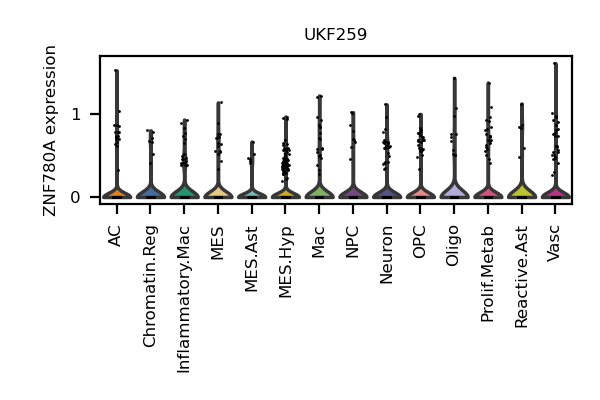 UKF259
ZNF780A expression
1
0
AC
Chromatin.Reg
Inflammatory.Mac
MES
MES.Ast
MES.Hyp
Mac
NPC
Neuron
OPC
Oligo
Prolif.Metab
Reactive.Ast
Vasc